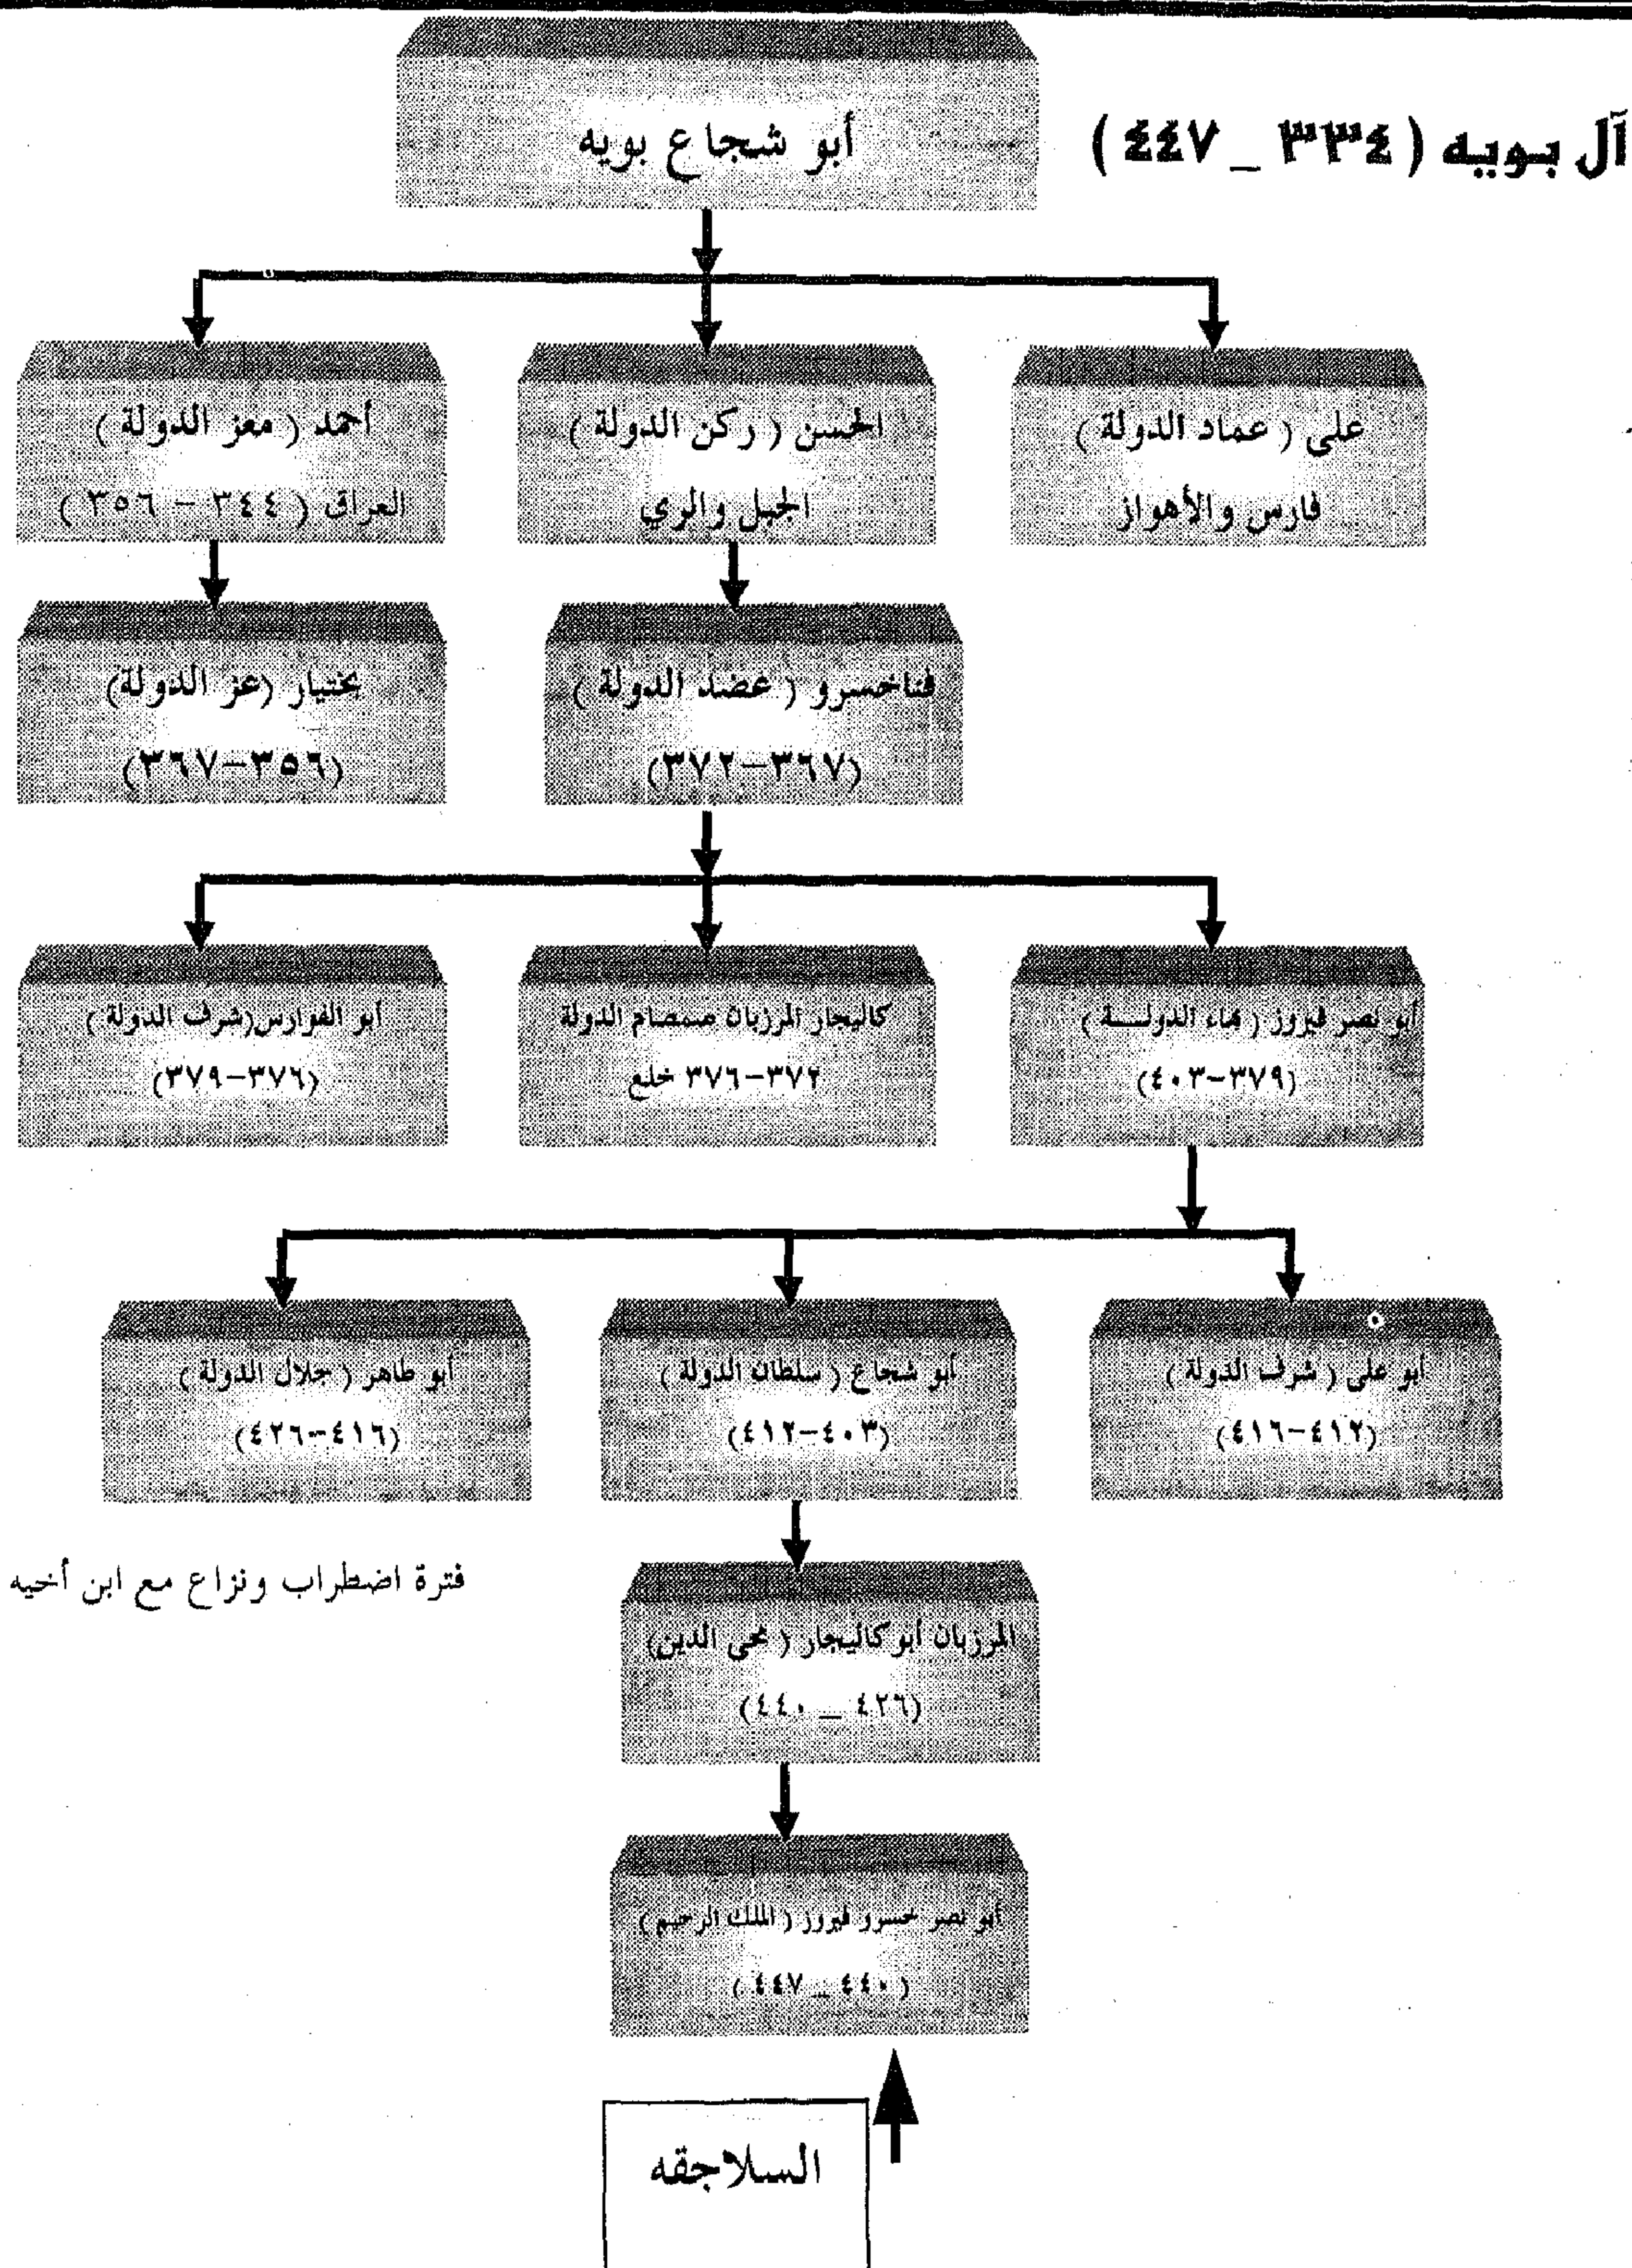 آل بويه ( ٣٣٤ _ ٤٤٧ )
أبو شجاع بويه
على ( عماد الدولة )
فارس والأهواز
الحسن ( ركن الدولة )
الجبل والري
أحمد ( معز الدولة )
العراق ( ٣٤٤ – ٣٥٦ )
فناخسرو ( عضد الدولة )
(٣٦٧–٣٧٢)
بختيار (عز الدولة)
(٣٥٦–٣٦٧)
أبو نصر فيروز ( بهاء الدولــــة )
(٣٧٩–٤٠٣)
كاليجار المرزبان صمصام الدولة
٣٧٢–٣٧٦ خلع
أبو الفوارس(شرف الدولة )
(٣٧٦–٣٧٩)
أبو على ( شرف الدولة )
(٤١٢–٤١٦)
أبو شجاع ( سلطان الدولة )
(٤٠٣–٤١٢)
أبو طاهر ( جلال الدولة )
(٤١٦–٤٢٦)
فترة اضطراب ونزاع مع ابن أخيه
المرزبان أبو كاليجار ( محى الدين)
(٤٢٦ _ ٤٤٠)
أبو نصر خسرو فيروز ( الملك الرحيم )
( ٤٤٠ _ ٤٤٧ )
السلاجقه